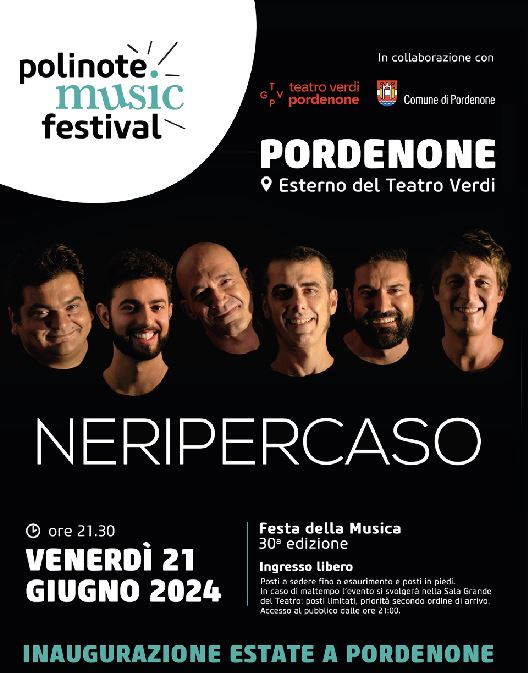 polinote
music
festival
In collaborazione con
G T P V
teatro verdi
pordenone
Comune di Pordenone
PORDENONE
Esterno del Teatro Verdi
NERIPERCASO
ore 21.30
VENERDÌ 21
GIUGNO 2024
Festa della Musica
30ª edizione
Ingresso libero
Posti a sedere fino a esaurimento e posti in piedi.
In caso di maltempo l'evento si svolgerà nella Sala Grande
del Teatro: posti limitati, priorità secondo ordine di arrivo.
Accesso al pubblico dalle ore 21:00.
INAUGURAZIONE ESTATE A PORDENONE